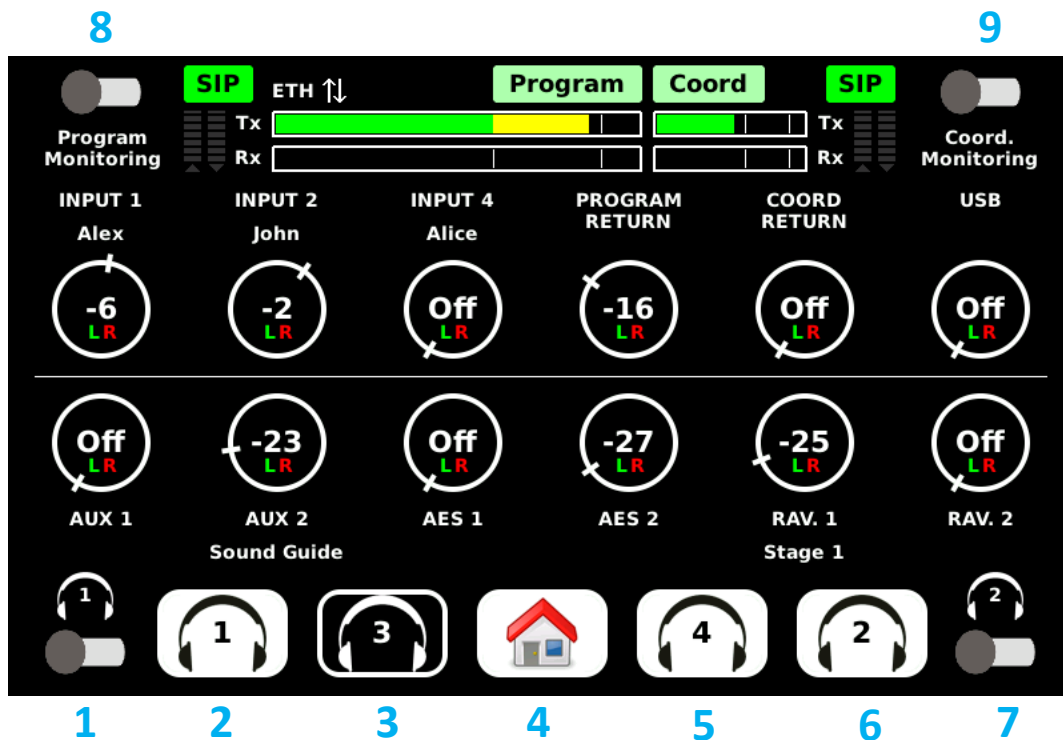 8 9
SIP ETH Program Coord SIP
Program Monitoring Tx Tx Coord. Monitoring
Rx Rx
INPUT 1 INPUT 2 INPUT 4 PROGRAM RETURN COORD RETURN USB
Alex John Alice
-6 -2 Off -16 Off Off
L R L R L R L R L R L R
Off -23 Off -27 -25 Off
L R L R L R L R L R L R
AUX 1 AUX 2 AES 1 AES 2 RAV. 1 RAV. 2
Sound Guide Stage 1
1 2
1 3 4 2
1 2 3 4 5 6 7